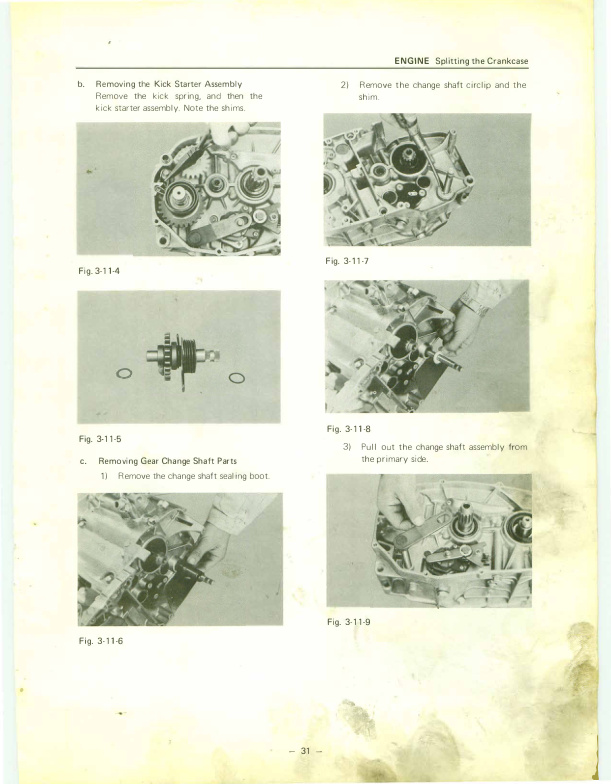 ENGINE Splitting the Crankcase
b. Removing the Kick Starter Assembly
Remove the kick spring, and then the
kick starter assembly. Note the shims.
Fig. 3-11-4
Fig. 3-11-5
c. Removing Gear Change Shaft Parts
1) Remove the change shaft sealing boot.
Fig. 3-11-6
2) Remove the change shaft circlip and the
shim.
Fig. 3-11-7
Fig. 3-11-8
3) Pull out the change shaft assembly from
the primary side.
Fig. 3-11-9
– 31 –